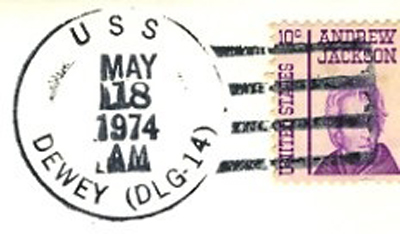 USS
MAY
18
1974
AM
DEWEY (DLG-14)
10c ANDREW
JACKSON
UNITED STATES